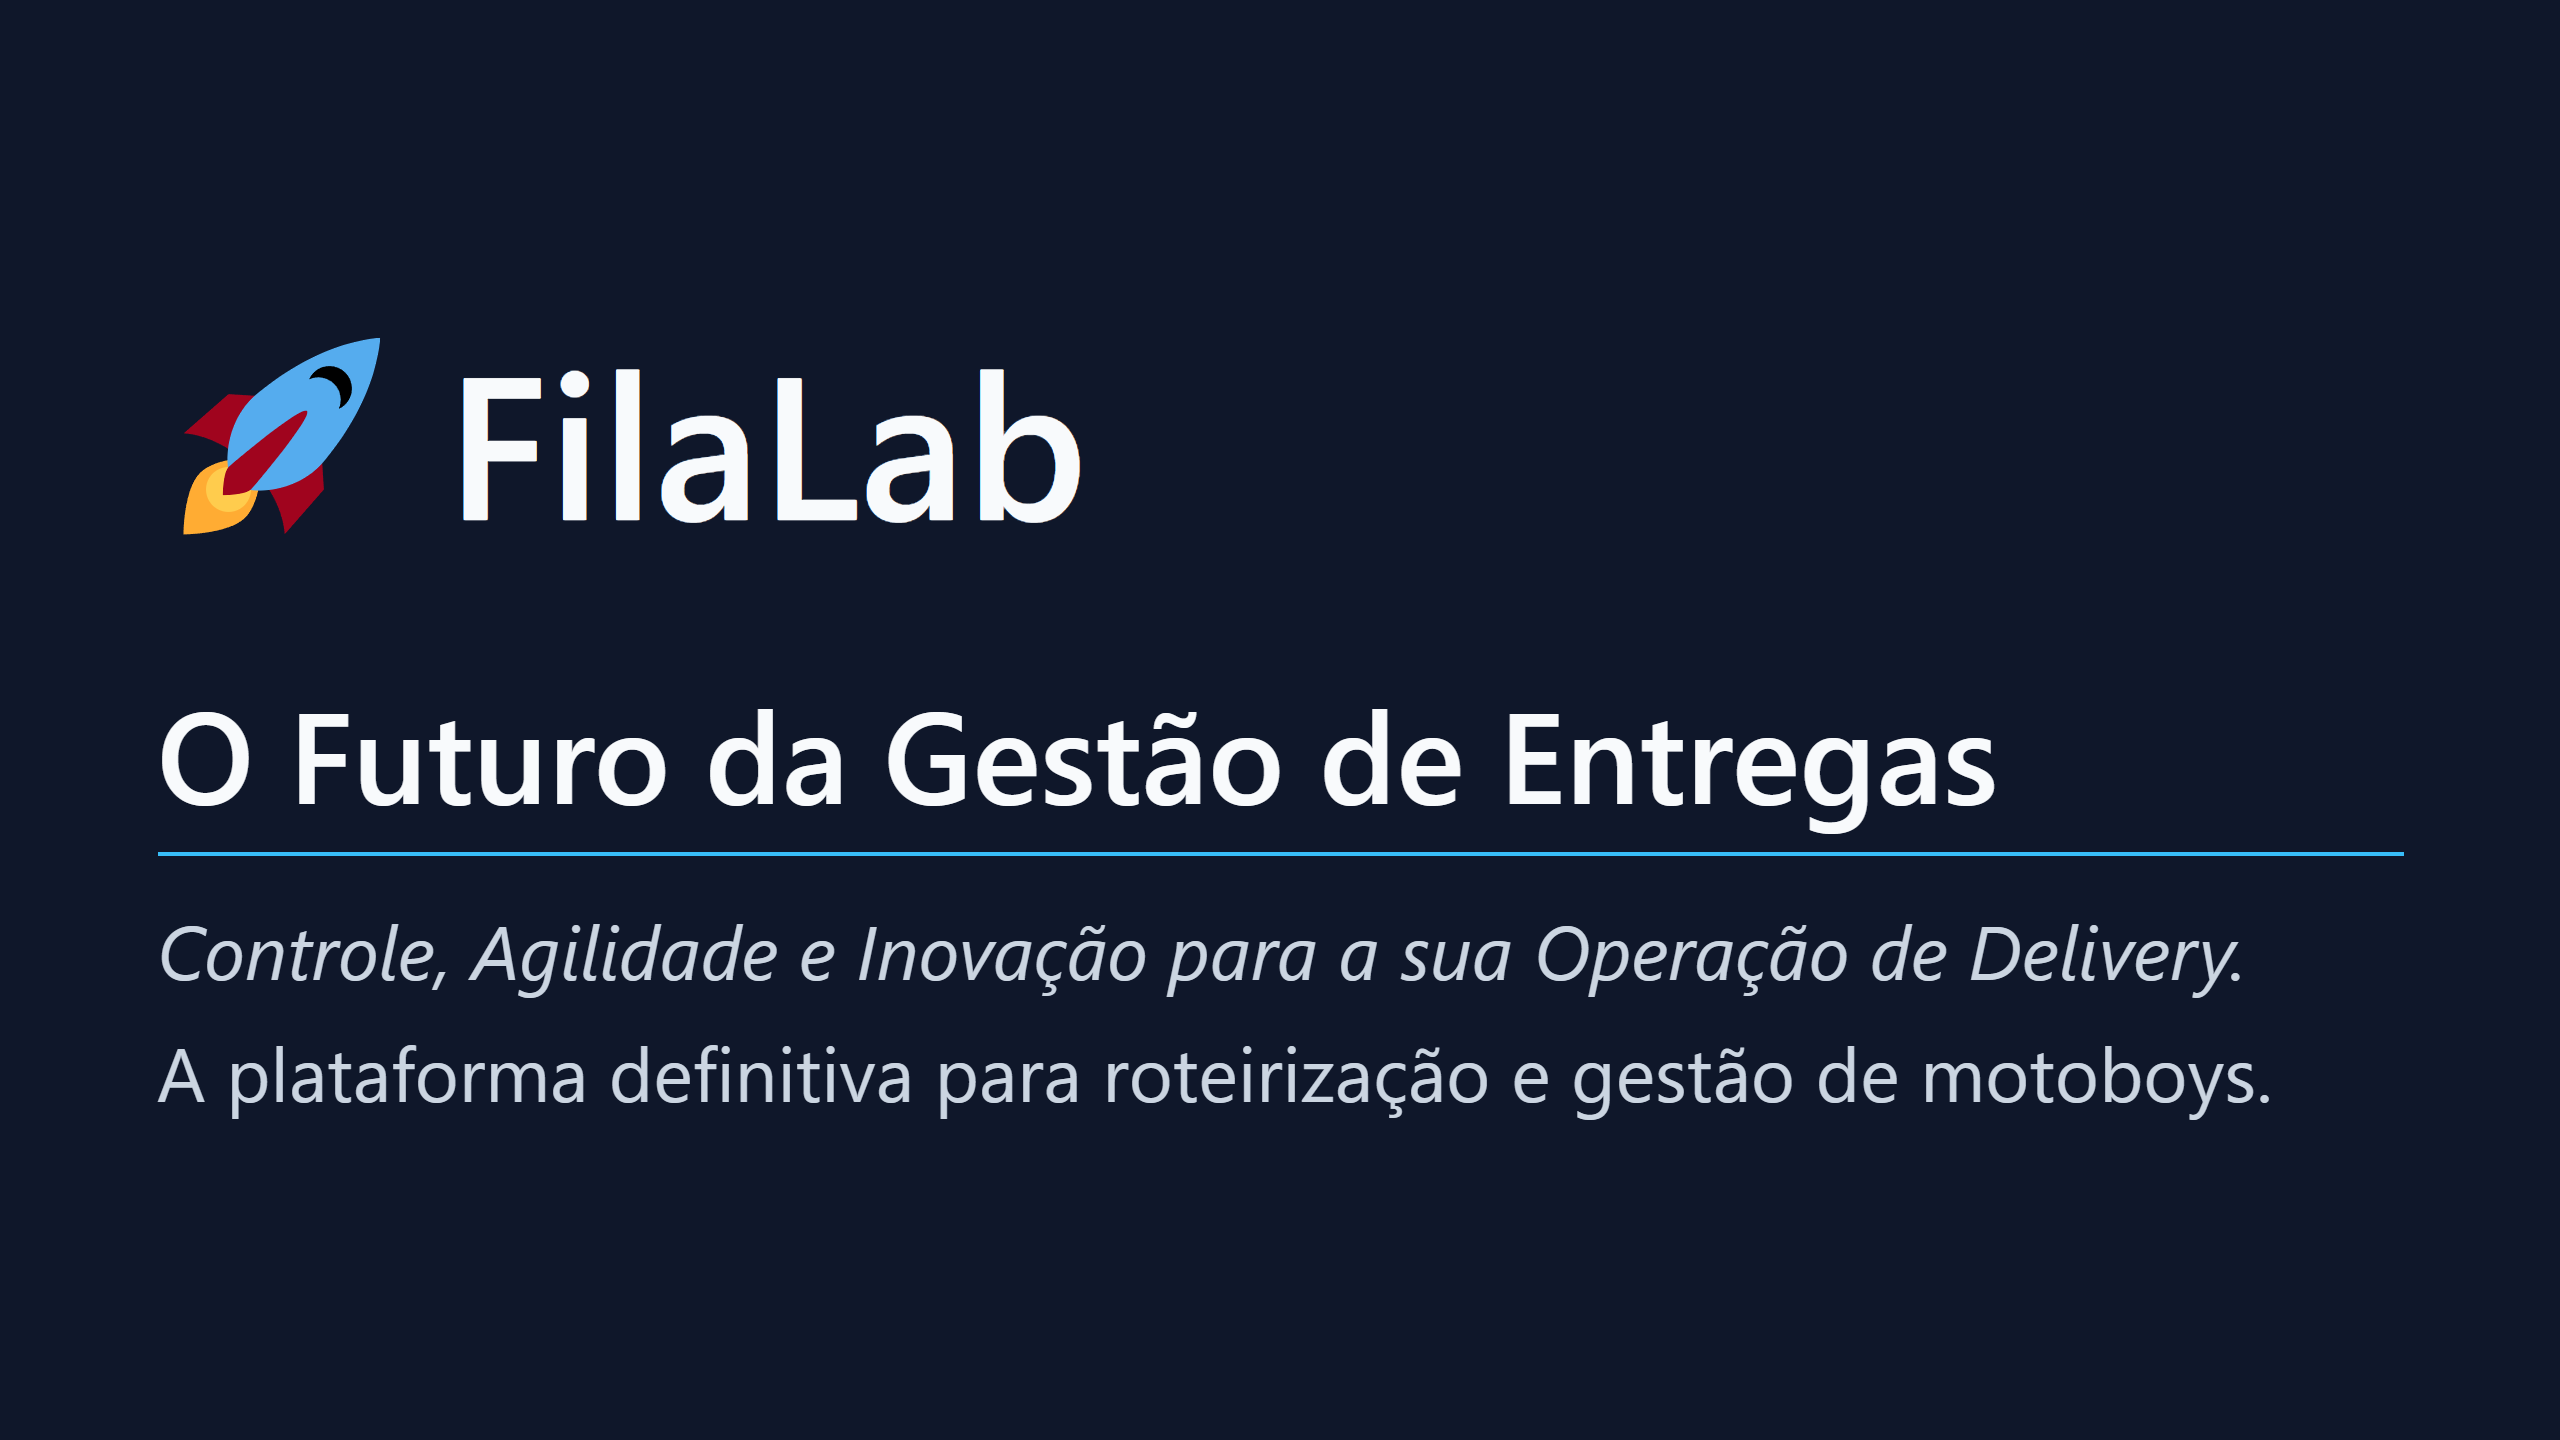 FilaLab
O Futuro da Gestão de Entregas
Controle, Agilidade e Inovação para a sua Operação de Delivery.
A plataforma definitiva para roteirização e gestão de motoboys.